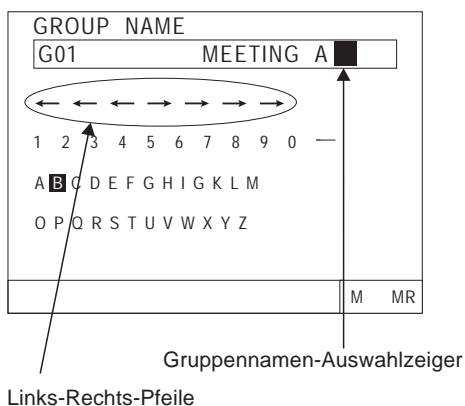 GROUP NAME
G01 MEETING A
← ← ← → → → →
1 2 3 4 5 6 7 8 9 0 —
A B C D E F G H I G K L M
O P Q R S T U V W X Y Z
M MR
Gruppennamen-Auswahlzeiger
Links-Rechts-Pfeile